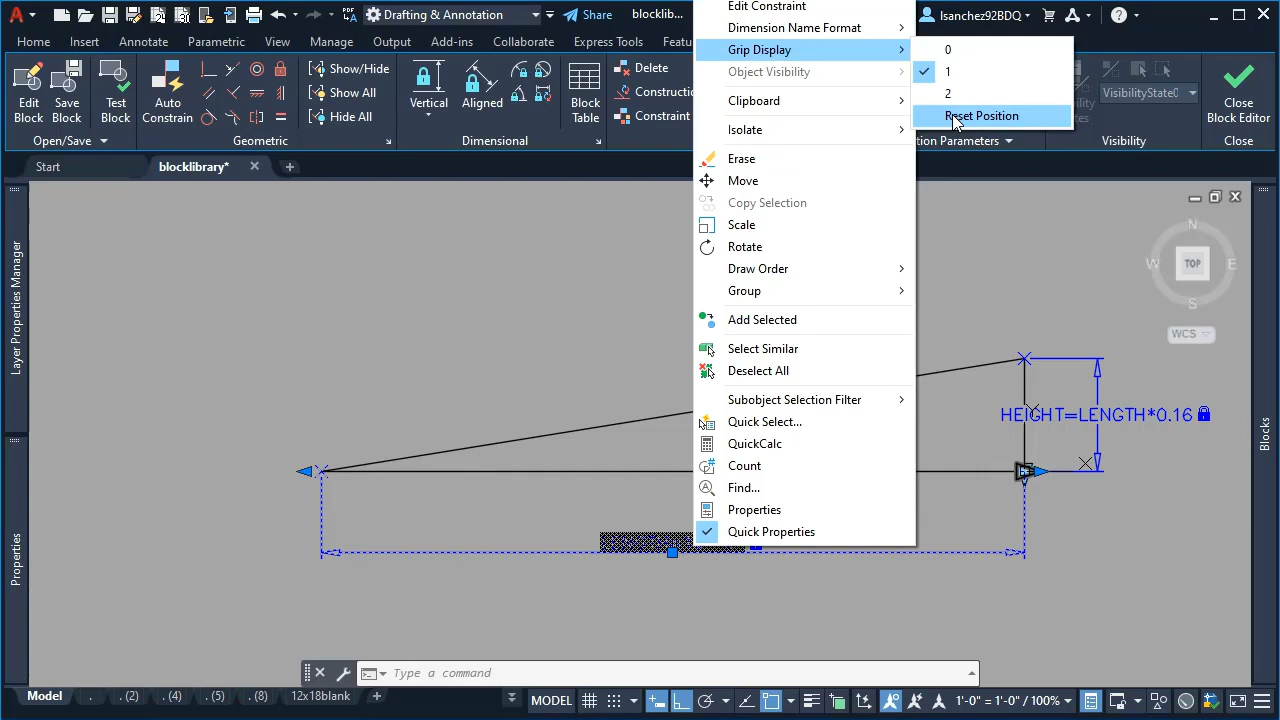 Drafting & Annotation
Share
blocklib...
lsanchez92BDQ
Home
Insert
Annotate
Parametric
View
Manage
Output
Add-ins
Collaborate
Express Tools
Featu
Edit Block
Save Block
Test Block
Auto Constrain
Show/Hide
Show All
Hide All
Vertical
Aligned
Block Table
Delete
Construction
Constraint
VisibilityState0
Close Block Editor
Open/Save
Geometric
Dimensional
tion Parameters
Visibility
Close
Start
blocklibrary*
Edit Constraint
Dimension Name Format
Grip Display
Object Visibility
Clipboard
Isolate
Erase
Move
Copy Selection
Scale
Rotate
Draw Order
Group
Add Selected
Select Similar
Deselect All
Subobject Selection Filter
Quick Select...
QuickCalc
Count
Find...
Properties
Quick Properties
0
1
2
Reset Position
N
W
TOP
E
S
WCS
HEIGHT=LENGTH*0.16
Layer Properties Manager
Properties
Blocks
Type a command
Model
.
. (2)
. (4)
. (5)
. (8)
12x18blank
MODEL
1'-0" = 1'-0" / 100%